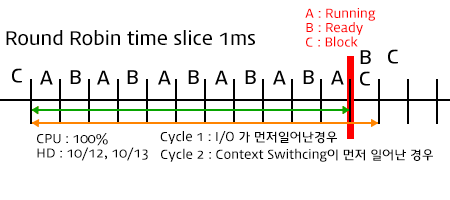 A : Running
B : Ready
C : Block
Round Robin time slice 1ms
B C
C A B A B A B A B A B A C
CPU : 100%
HD : 10/12, 10/13
Cycle 1 : I/O 가 먼저일어난경우
Cycle 2 : Context Swithcing이 먼저 일어난 경우